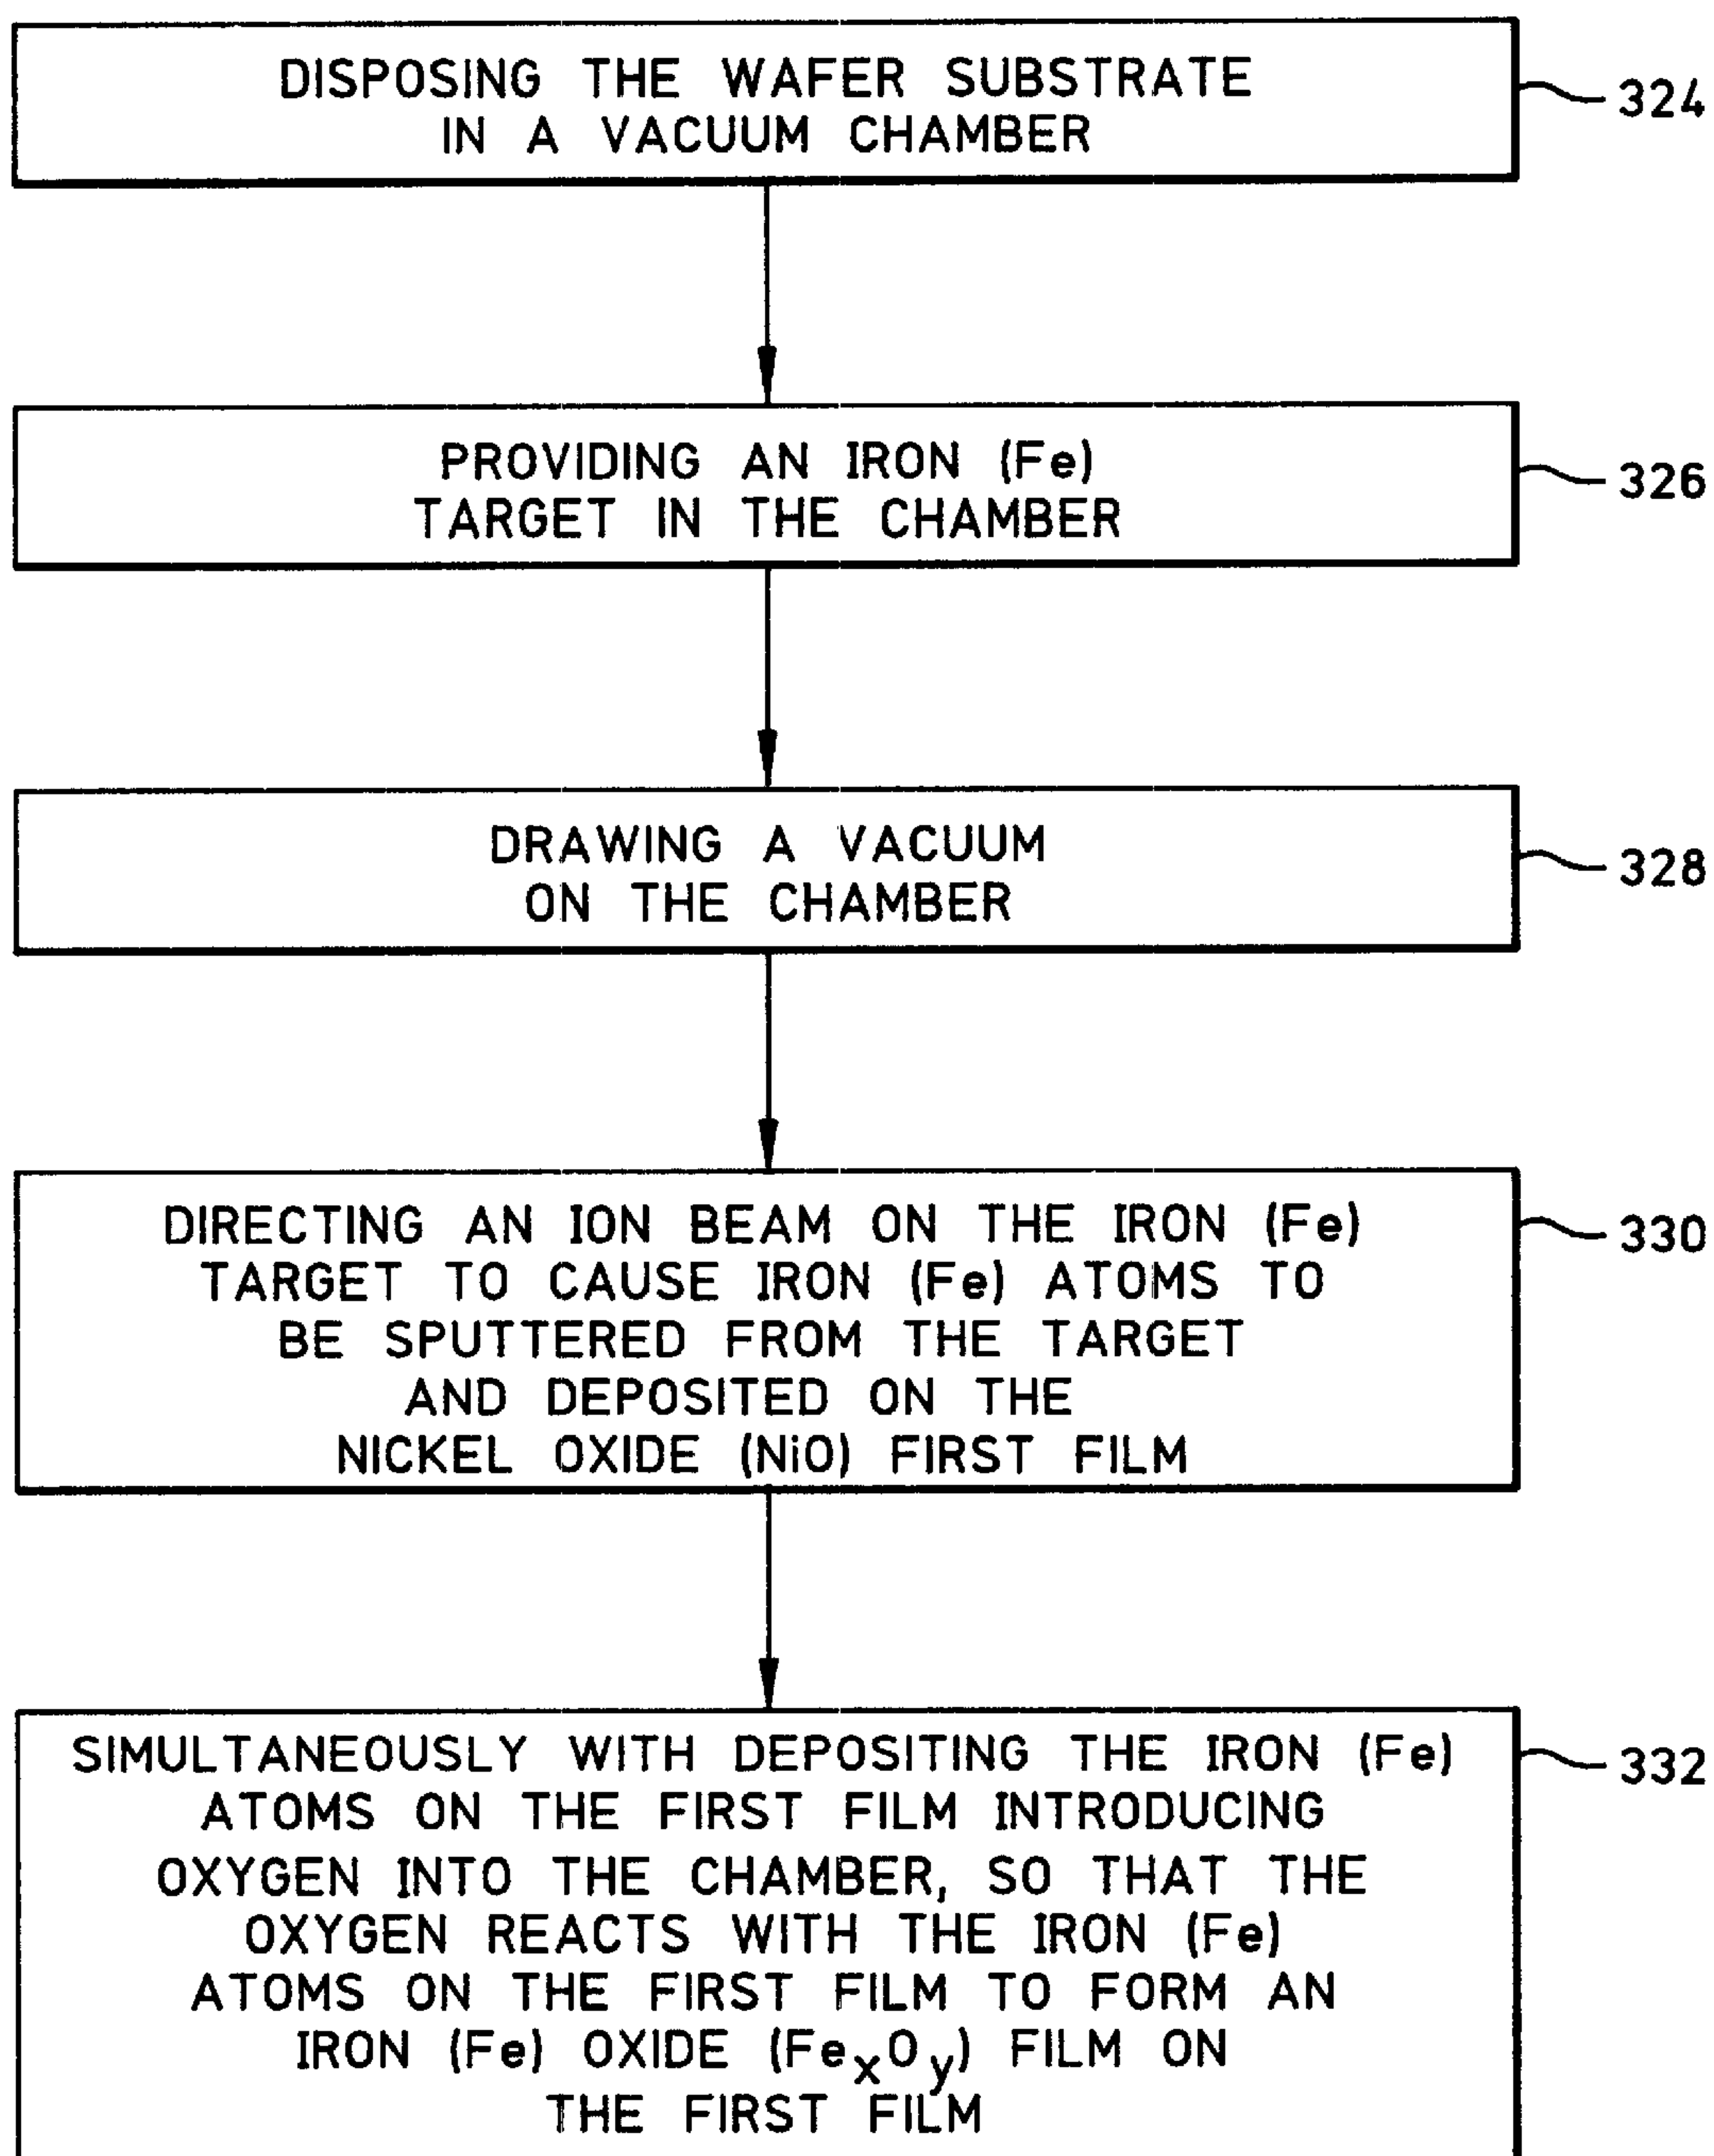 DISPOSING THE WAFER SUBSTRATE
IN A VACUUM CHAMBER
324
PROVIDING AN IRON (Fe)
TARGET IN THE CHAMBER
326
DRAWING A VACUUM
ON THE CHAMBER
328
DIRECTING AN ION BEAM ON THE IRON (Fe)
TARGET TO CAUSE IRON (Fe) ATOMS TO
BE SPUTTERED FROM THE TARGET
AND DEPOSITED ON THE
NICKEL OXIDE (NiO) FIRST FILM
330
SIMULTANEOUSLY WITH DEPOSITING THE IRON (Fe)
ATOMS ON THE FIRST FILM INTRODUCING
OXYGEN INTO THE CHAMBER, SO THAT THE
OXYGEN REACTS WITH THE IRON (Fe)
ATOMS ON THE FIRST FILM TO FORM AN
IRON (Fe) OXIDE (FeₓOᵧ) FILM ON
THE FIRST FILM
332